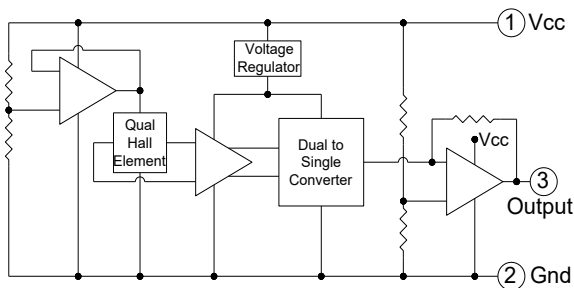 1 Vcc
Voltage
Regulator
Qual
Hall
Element
Dual to
Single
Converter
Vcc
3
Output
2 Gnd